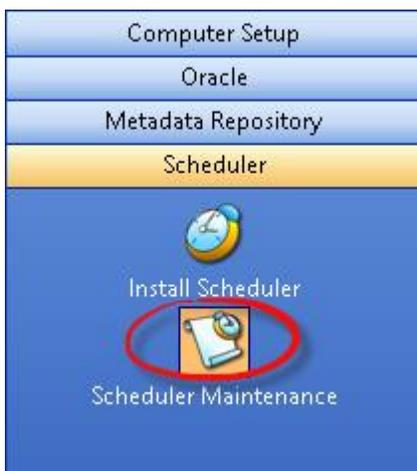 Computer Setup
Oracle
Metadata Repository
Scheduler
Install Scheduler
Scheduler Maintenance